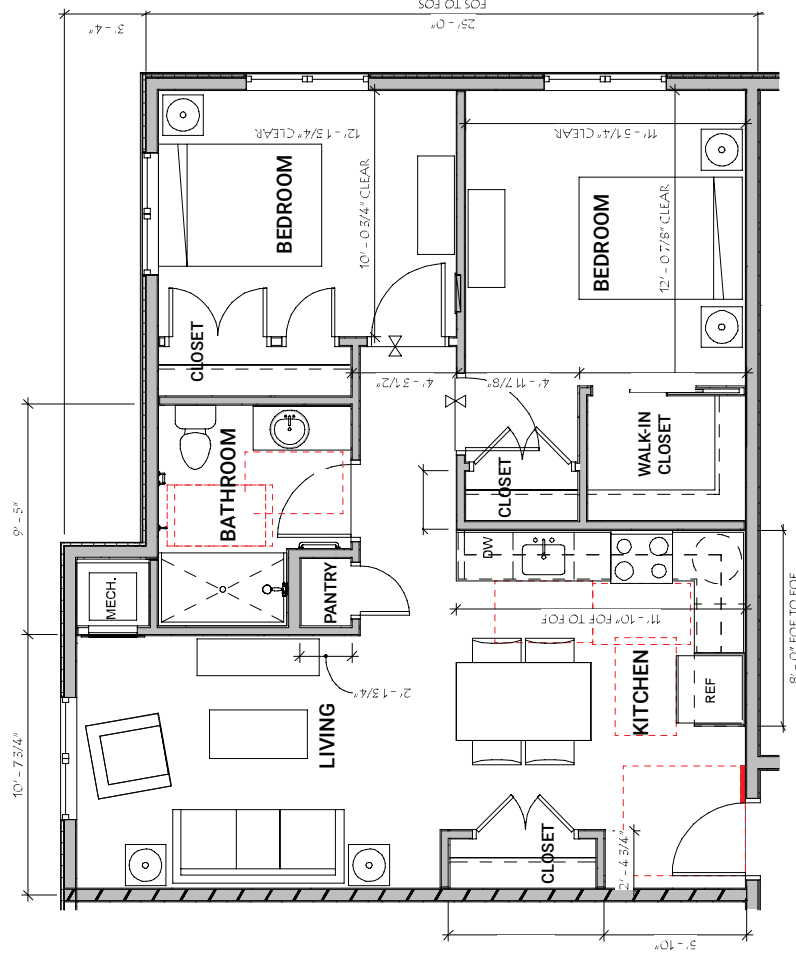 FOS TO FOS
25'-0"
3'-4"
12'-1 3/4" CLEAR
11'-5 1/4" CLEAR
BEDROOM
10'-0 3/4" CLEAR
BEDROOM
12'-0 7/8" CLEAR
CLOSET
4'-3 1/2"
4'-11 7/8"
WALK-IN
CLOSET
BATHROOM
CLOSET
9'-5"
DW
MECH.
PANTRY
11'-10" FOF TO FOF
8'-0" FOF TO FOF
KITCHEN
REF
2'-1 3/4"
LIVING
10'-7 3/4"
CLOSET
2'-4 3/4"
5'-10"